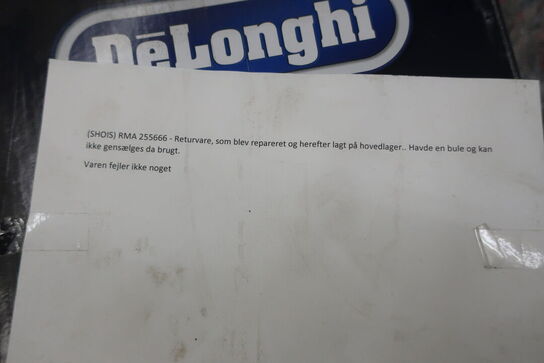 DēLonghi
(SHOIS) RMA 255666 - Returvare, som blev repareret og herefter lagt på hovedlager.. Havde en bule og kan
ikke gensælges da brugt.
Varen fejler ikke noget